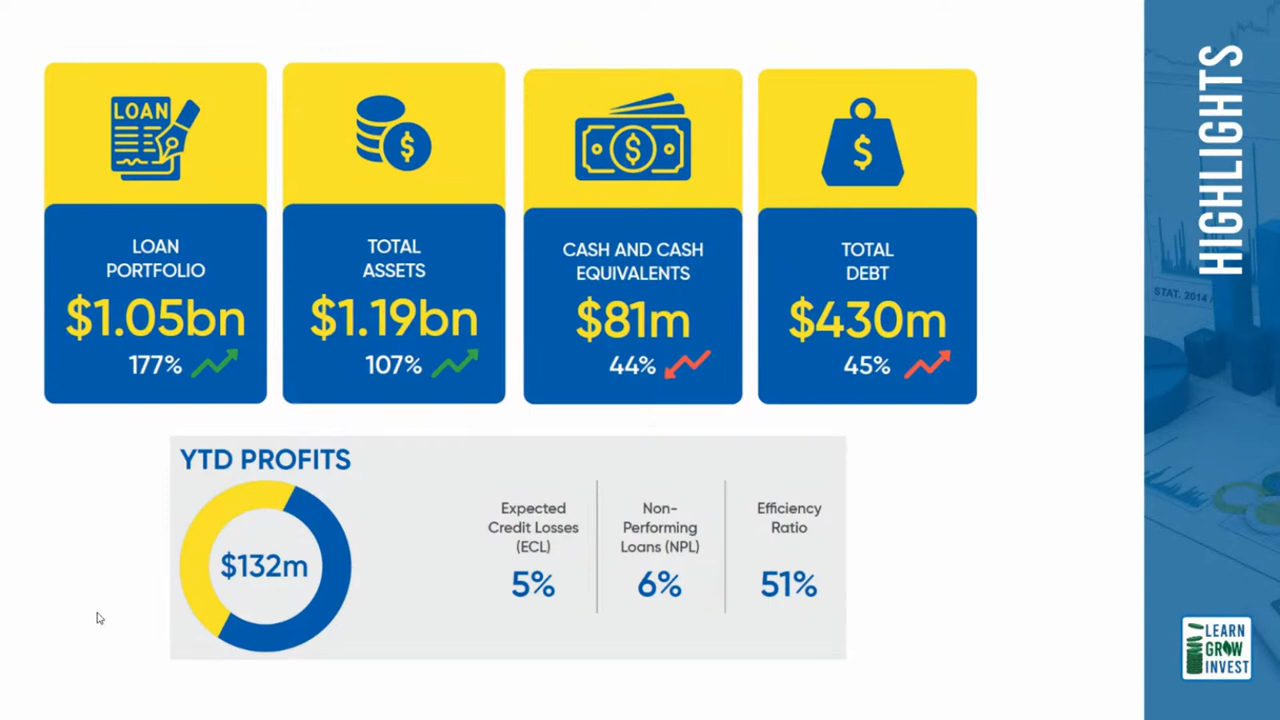 HIGHLIGHTS
LOAN
$
$
$
LOAN
PORTFOLIO
$1.05bn
177%
TOTAL
ASSETS
$1.19bn
107%
CASH AND CASH
EQUIVALENTS
$81m
44%
TOTAL
DEBT
$430m
45%
STAT. 2014
YTD PROFITS
$132m
Expected
Credit Losses
(ECL)
5%
Non-
Performing
Loans (NPL)
6%
Efficiency
Ratio
51%
LEARN
GROW
INVEST